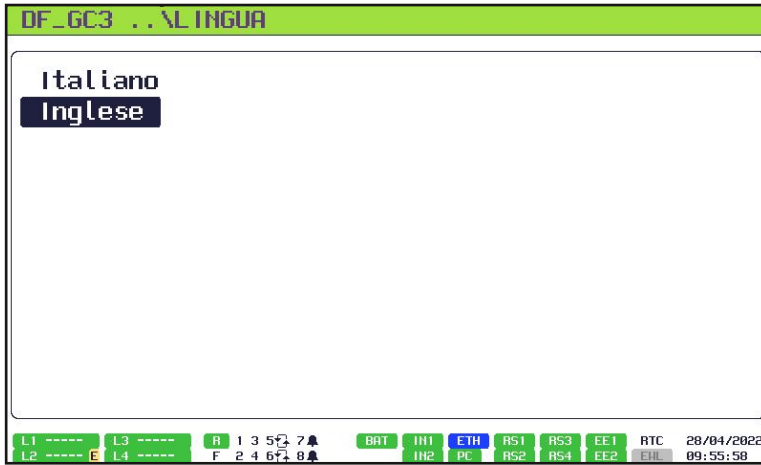 DF_GC3 ..\LINGUA
Italiano
Inglese
L1 ----- L3 ----- R 1 3 5 7 BAT IN1 ETH RS1 RS3 EE1 RTC 28/04/2022
L2 ----- E L4 ----- F 2 4 6 8 IN2 PC RS2 RS4 EE2 EWL 09:55:58